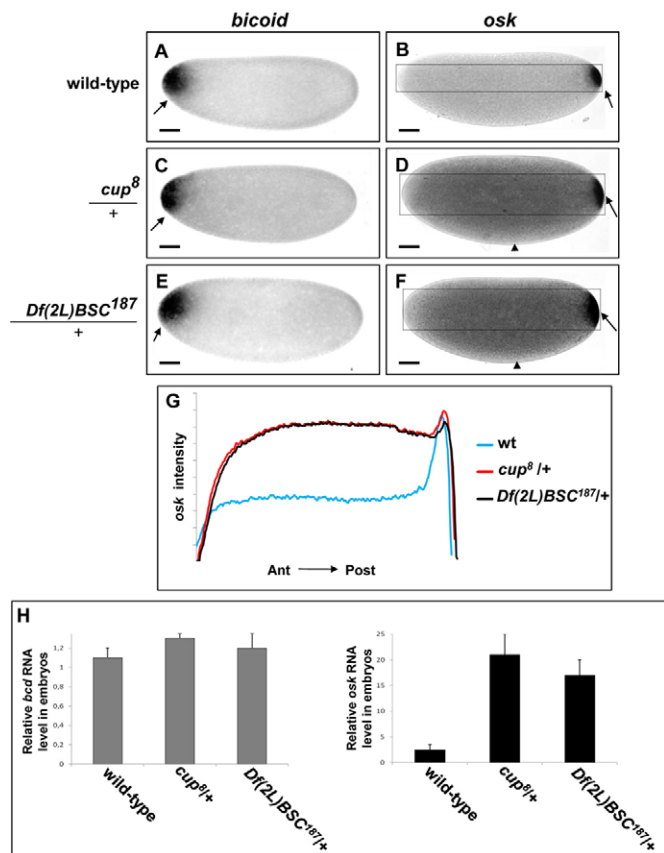 bicoid osk
A B
wild-type
C D
cup8
+
E F
Df(2L)BSC187
+
G
osk intensity
wt
cup8 /+
Df(2L)BSC187/+
Ant Post
H
Relative bcd RNA
level in embryos
1,2
1
0,8
0,6
0,4
0,2
0
wild-type
cup8/+
Df(2L)BSC187/+
Relative osk RNA
level in embryos
25
20
15
10
5
0
wild-type
cup8/+
Df(2L)BSC187/+